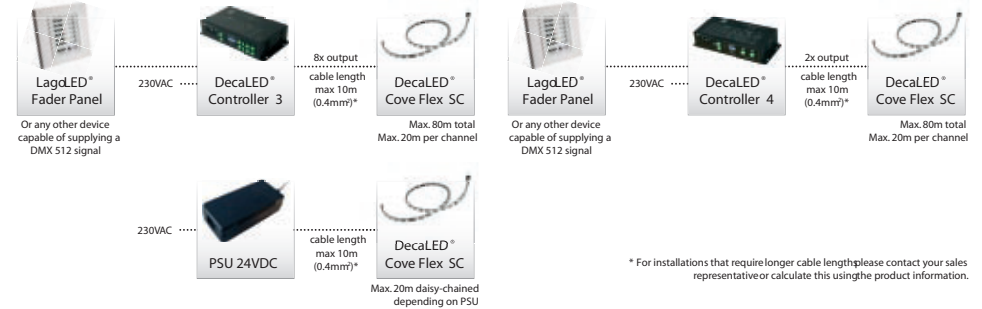 LagoLED®
Fader Panel
Or any other device
capable of supplying a
DMX 512 signal
230VAC
DecaLED®
Controller 3
8x output
cable length
max 10m
(0.4mm²)*
DecaLED®
Cove Flex SC
Max. 80m total
Max. 20m per channel
LagoLED®
Fader Panel
Or any other device
capable of supplying a
DMX 512 signal
230VAC
DecaLED®
Controller 4
2x output
cable length
max 10m
(0.4mm²)*
DecaLED®
Cove Flex SC
Max. 80m total
Max. 20m per channel
230VAC
PSU 24VDC
cable length
max 10m
(0.4mm²)*
DecaLED®
Cove Flex SC
Max. 20m daisy-chained
depending on PSU
* For installations that require longer cable lengths please contact your sales
representative or calculate this using the product information.